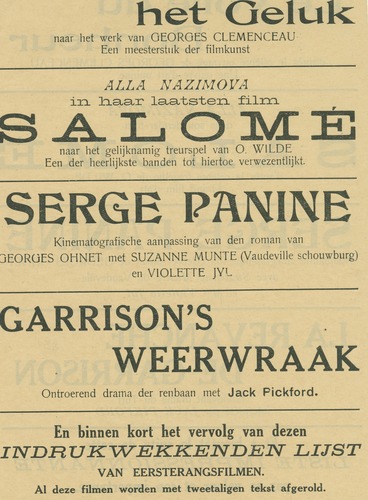 het Geluk
naar het werk van GEORGES CLEMENCEAU
Een meesterstuk der filmkunst
ALLA NAZIMOVA
in haar laatsten film
SALOMÉ
naar het gelijknamig treurspel van O. WILDE
Een der heerlijkste banden tot hiertoe verwezentlijkt.
SERGE PANINE
Kinematografische aanpassing van den roman van
GEORGES OHNET met SUZANNE MUNTE (Vaudeville schouwburg)
en VIOLETTE JYL
GARRISON'S
WEERWRAAK
Ontroerend drama der renbaan met Jack Pickford.
En binnen kort het vervolg van dezen
INDRUKWEKKENDEN LIJST
VAN EERSTERANGSFILMEN.
Al deze filmen worden met tweetaligen tekst afgerold.